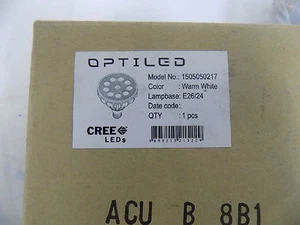 OPTILED
Model No.: 1505050217
Color : Warm White
Lampbase: E26/24
Date code:
QTY : 1 pcs
CREE
LEDs
ACU B 8B1